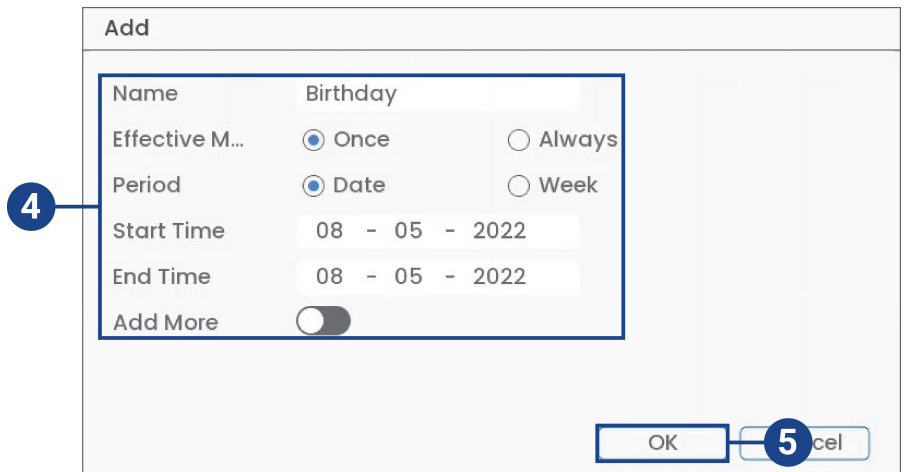 Add
Name Birthday
Effective M... Once Always
Period Date Week
4
Start Time 08 - 05 - 2022
End Time 08 - 05 - 2022
Add More
OK 5 cel